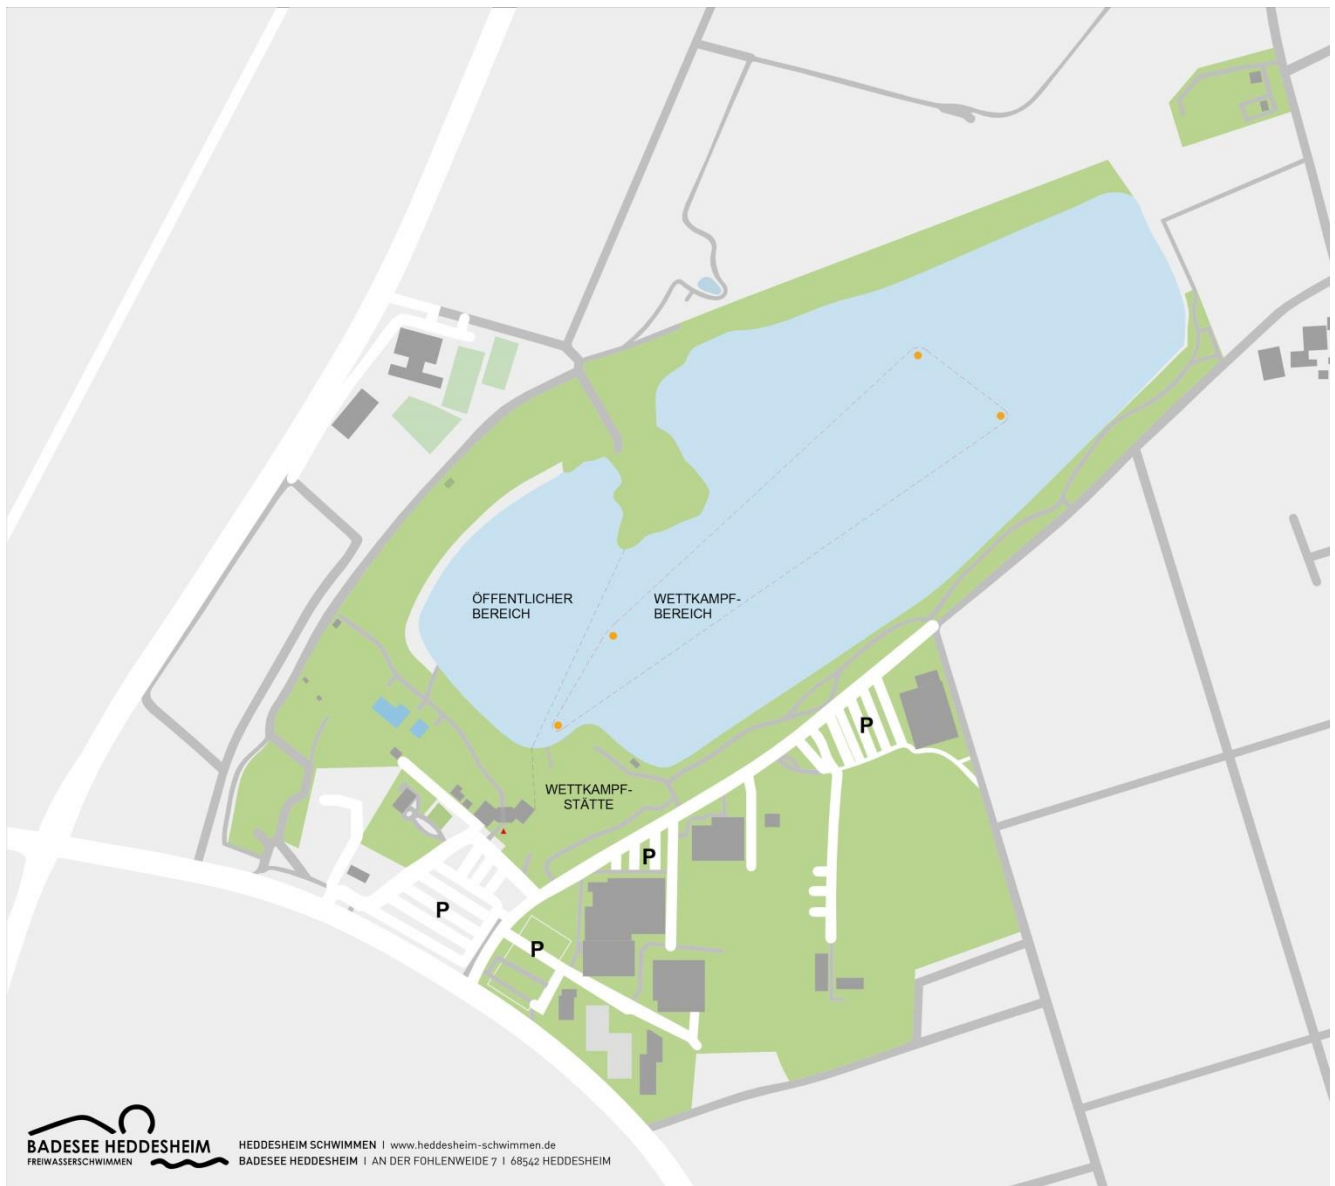 ÖFFENTLICHER
BEREICH
WETTKAMPF-
BEREICH
P
WETTKAMPF-
STÄTTE
P
P
P
BADESEE HEDDESHEIM
FREIWASSERSCHWIMMEN
HEDDESHEIM SCHWIMMEN | www.heddesheim-schwimmen.de
BADESEE HEDDESHEIM | AN DER FOHLENWEIDE 7 | 68542 HEDDESHEIM